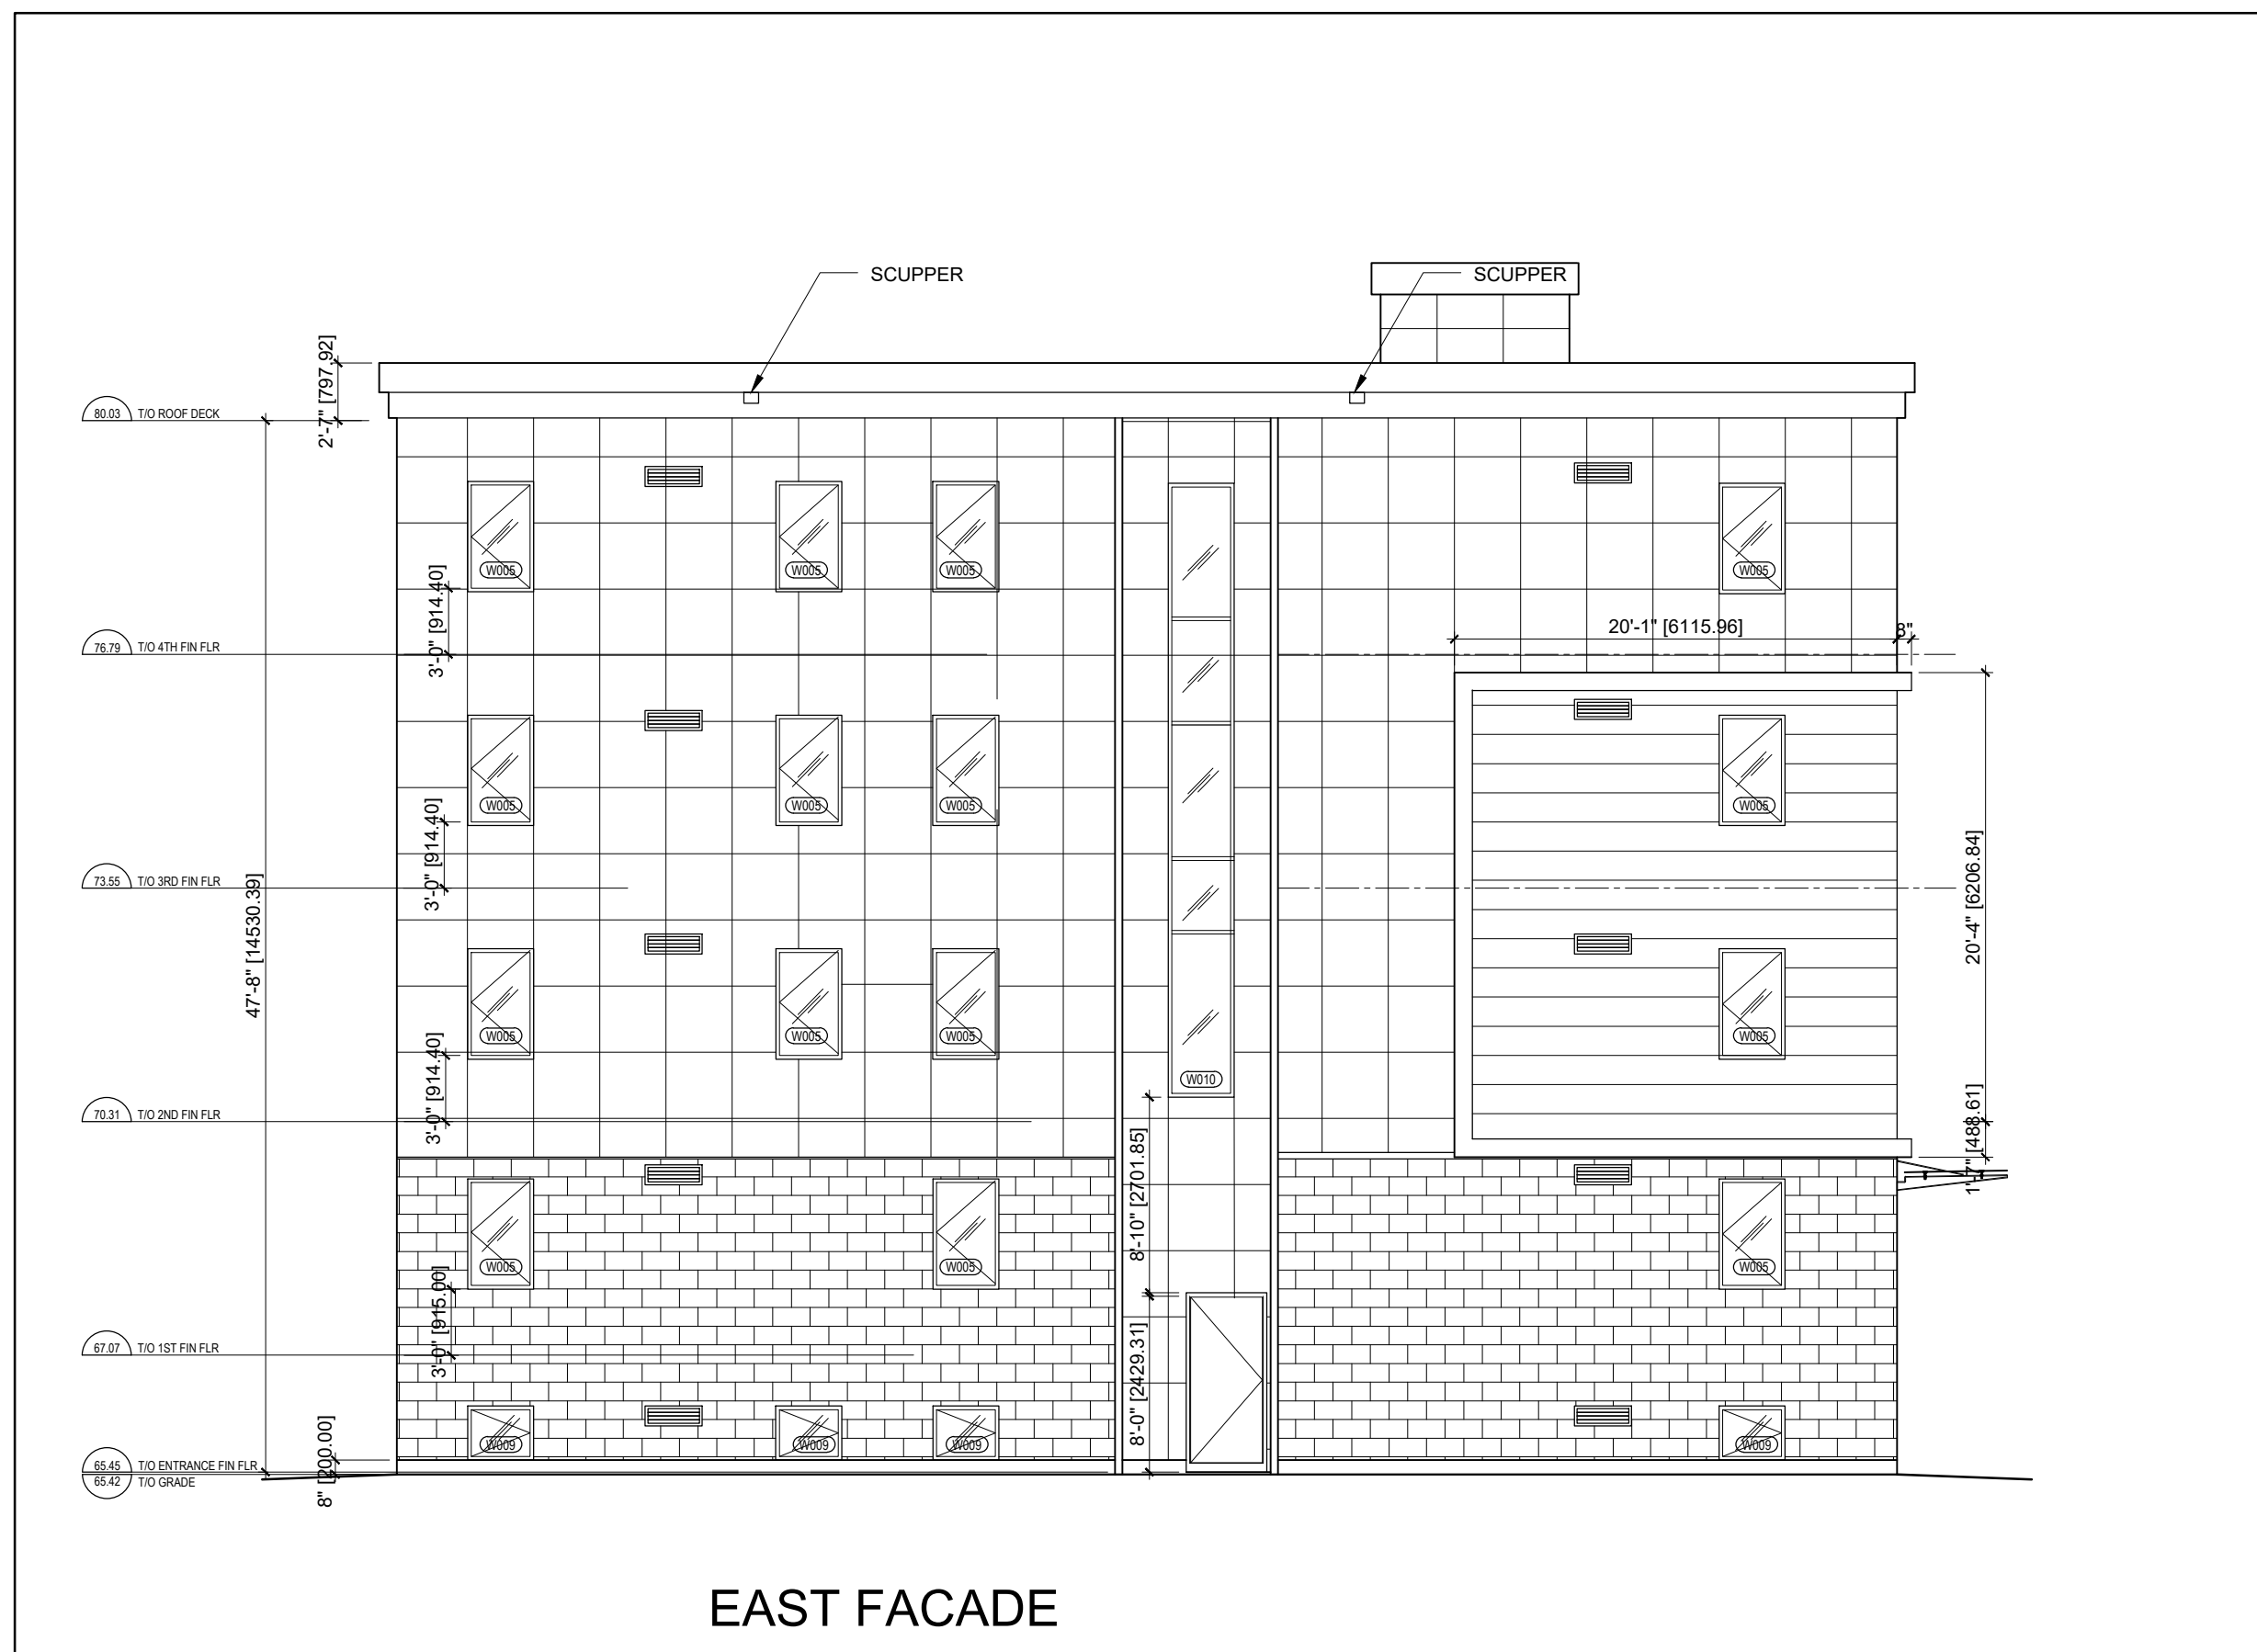 SCUPPER
SCUPPER
2'-7" [797.92]
80.03 T/O ROOF DECK
W005
W005
W005
W005
3'-0" [914.40]
20'-1" [6115.96]
8"
76.79 T/O 4TH FIN FLR
W005
W005
W005
W005
3'-0" [914.40]
73.55 T/O 3RD FIN FLR
47'-8" [14530.39]
20'-4" [6206.84]
W005
W005
W005
W005
W010
3'-0" [914.40]
70.31 T/O 2ND FIN FLR
1'-7" [488.61]
8'-10" [2701.85]
W005
W005
W005
3'-0" [915.00]
67.07 T/O 1ST FIN FLR
8'-0" [2429.31]
W009
W009
W009
W009
65.45 T/O ENTRANCE FIN FLR
65.42 T/O GRADE
8" [200.00]
EAST FACADE